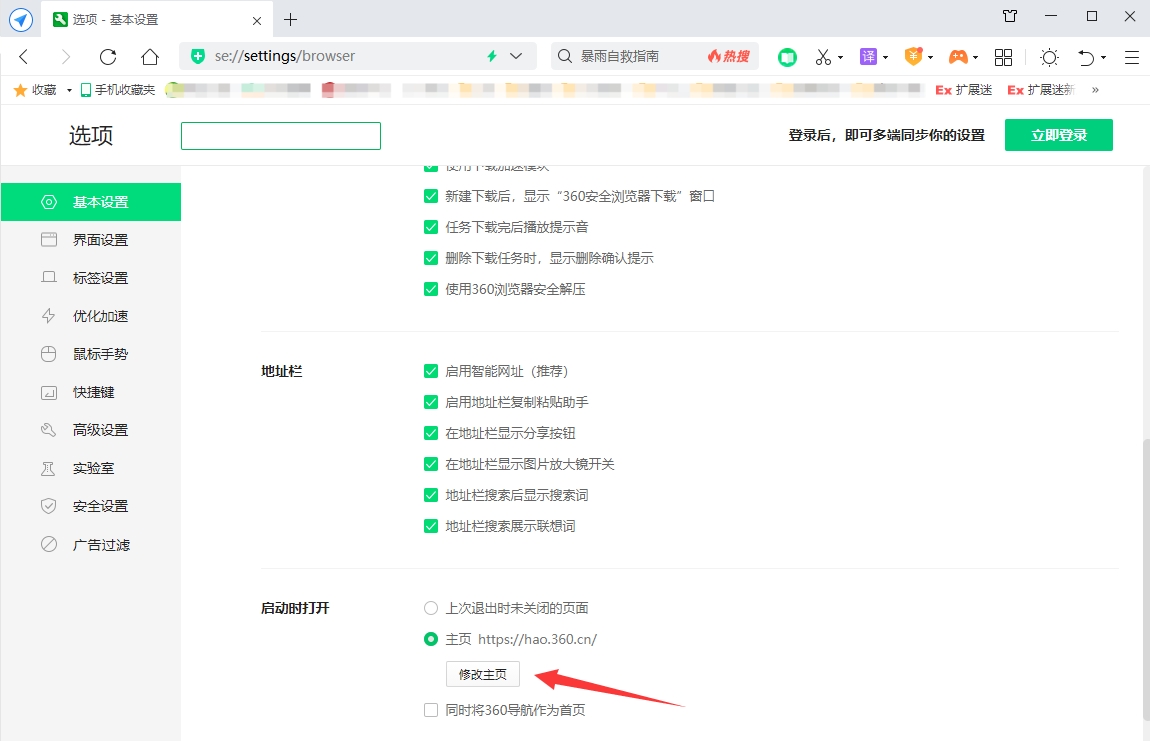 选项 - 基本设置
se://settings/browser
暴雨自救指南
热搜
译
收藏
手机收藏夹
Ex 扩展迷
Ex 扩展迷新
»
选项
登录后，即可多端同步你的设置
立即登录
基本设置
界面设置
标签设置
优化加速
鼠标手势
快捷键
高级设置
实验室
安全设置
广告过滤
使用下载加速模块
新建下载后，显示“360安全浏览器下载”窗口
任务下载完后播放提示音
删除下载任务时，显示删除确认提示
使用360浏览器安全解压
地址栏
启用智能网址（推荐）
启用地址栏复制粘贴助手
在地址栏显示分享按钮
在地址栏显示图片放大镜开关
地址栏搜索后显示搜索词
地址栏搜索展示联想词
启动时打开
上次退出时未关闭的页面
主页 https://hao.360.cn/
修改主页
同时将360导航作为首页